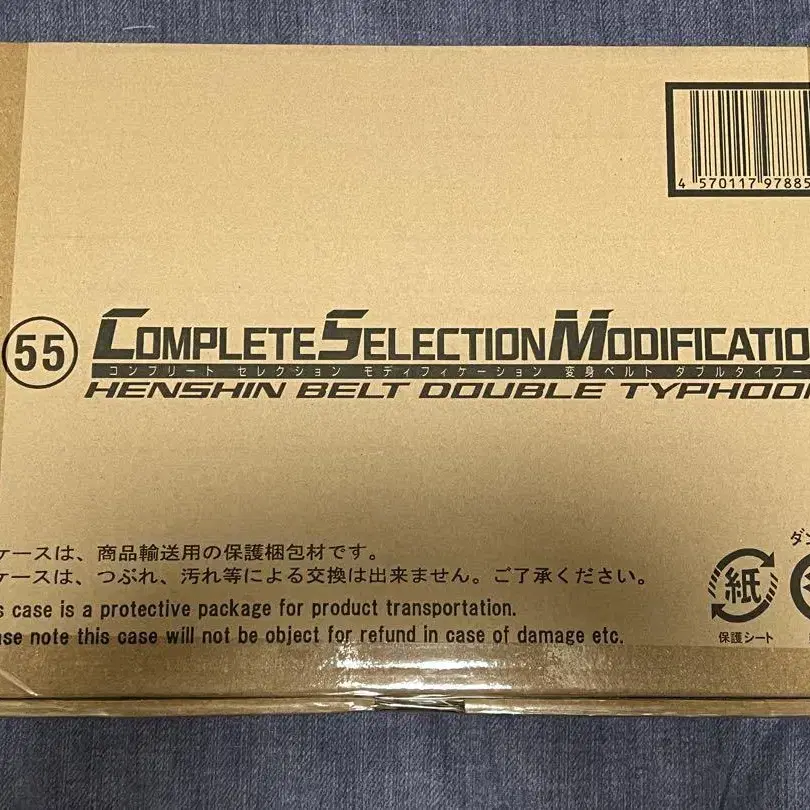 4 570117 97885
55
COMPLETE SELECTION MODIFICATIO
コンプリート セレクション モディフィケーション 変身ベルト ダブルタイフー
HENSHIN BELT DOUBLE TYPHOON
ケースは、商品輸送用の保護梱包材です。
ケースは、つぶれ、汚れ等による交換は出来ません。ご了承ください。
s case is a protective package for product transportation.
ase note this case will not be object for refund in case of damage etc.
ダン
紙
保護シート